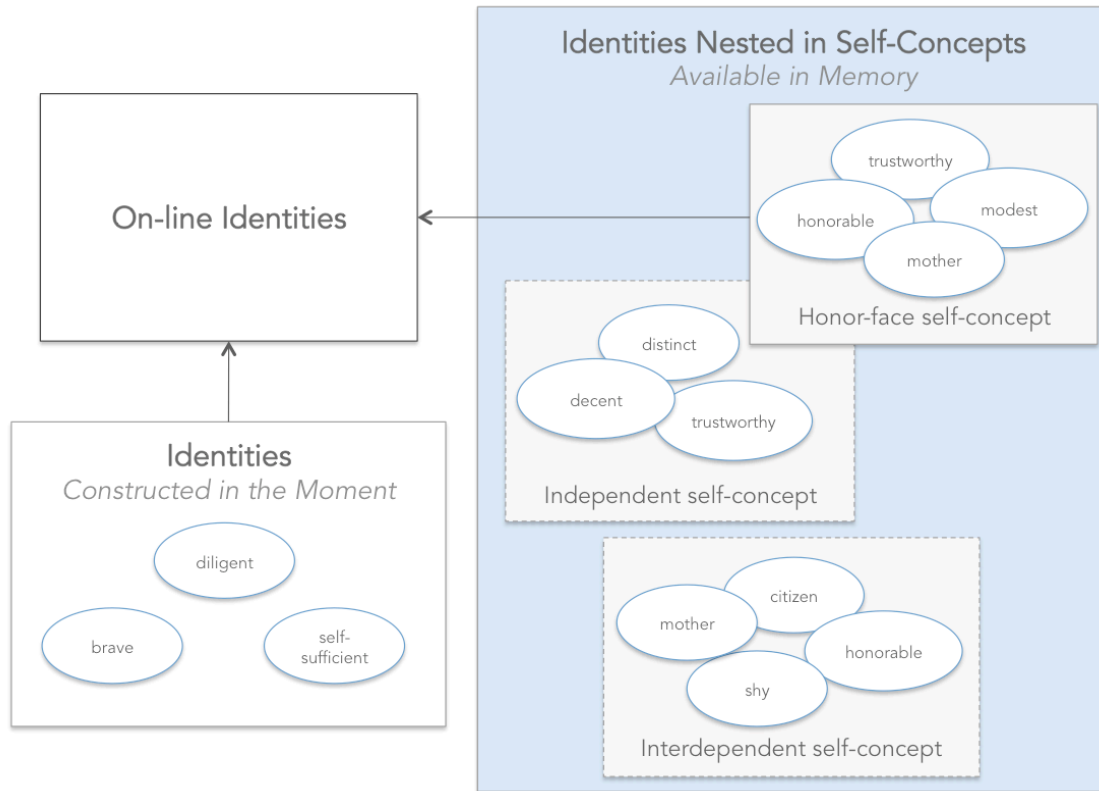 Identities Nested in Self-Concepts
Available in Memory
On-line Identities
trustworthy
honorable
modest
mother
Honor-face self-concept
distinct
decent
trustworthy
Independent self-concept
Identities
Constructed in the Moment
diligent
brave
self-
sufficient
citizen
mother
honorable
shy
Interdependent self-concept